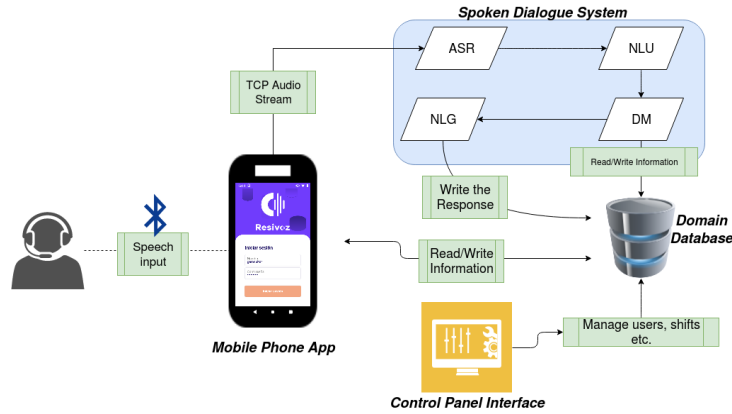 Spoken Dialogue System
ASR
NLU
TCP Audio
Stream
NLG
DM
Read/Write Information
Write the
Response
Resivoz
Iniciar sesión
Speech
input
Read/Write
Information
Domain
Database
Manage users, shifts
etc.
Mobile Phone App
Control Panel Interface